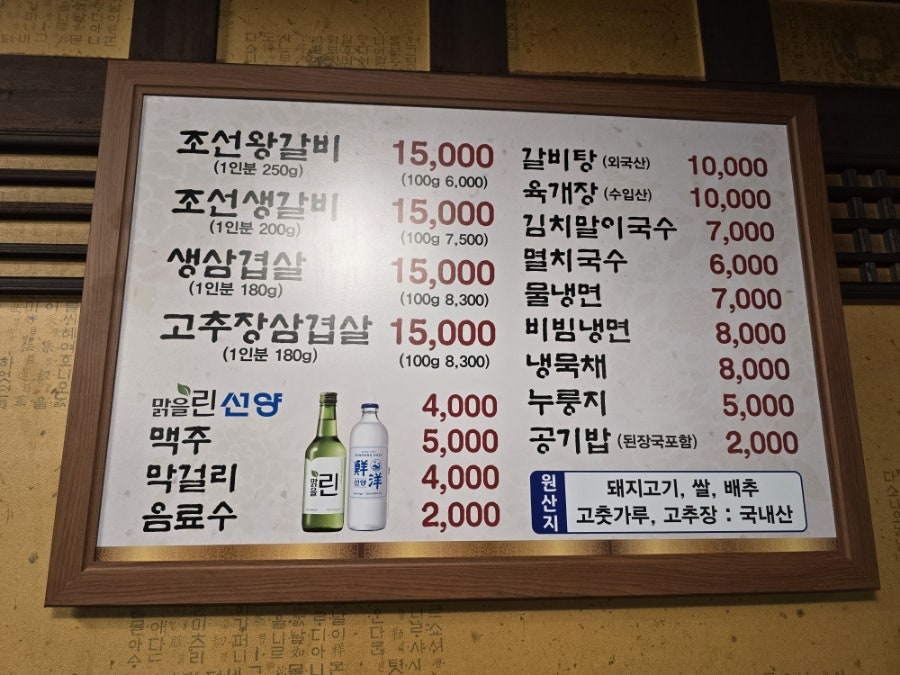 조선왕갈비 15,000
(1인분 250g) (100g 6,000)
조선생갈비 15,000
(1인분 200g) (100g 7,500)
생삼겹살 15,000
(1인분 180g) (100g 8,300)
고추장삼겹살 15,000
(1인분 180g) (100g 8,300)
맑을린 선양 4,000
맥주 5,000
막걸리 4,000
음료수 2,000
맑을린
鮮洋
선양
갈비탕 (외국산) 10,000
육개장 (수입산) 10,000
김치말이국수 7,000
멸치국수 6,000
물냉면 7,000
비빔냉면 8,000
냉묵채 8,000
누룽지 5,000
공기밥 (된장국포함) 2,000
원산지
돼지고기, 쌀, 배추
고춧가루, 고추장 : 국내산